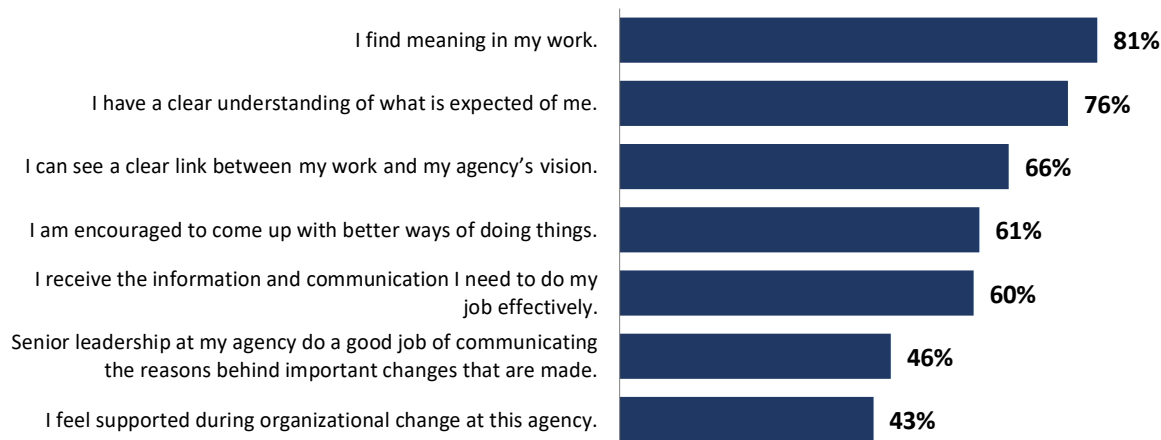 I find meaning in my work.
81%
I have a clear understanding of what is expected of me.
76%
I can see a clear link between my work and my agency’s vision.
66%
I am encouraged to come up with better ways of doing things.
61%
I receive the information and communication I need to do my
job effectively.
60%
Senior leadership at my agency do a good job of communicating
the reasons behind important changes that are made.
46%
I feel supported during organizational change at this agency.
43%